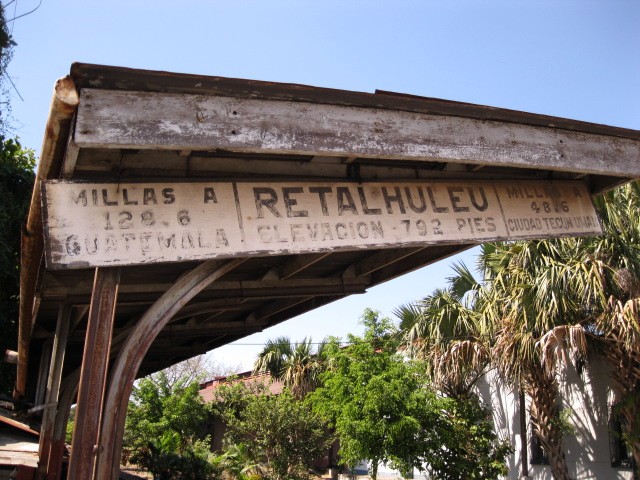 MILLAS A
128.6
GUATEMALA
RETALHULEU
ELEVACION 792 PIES
MILLAS A
48.6
CIUDAD TECUN UMAN